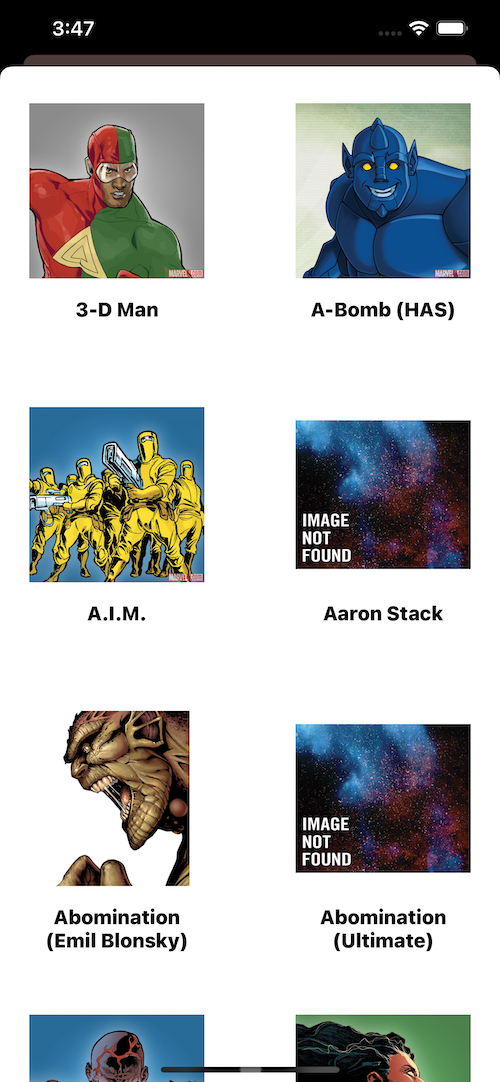 3:47
MARVEL
3-D Man
MARVEL
A-Bomb (HAS)
MARVEL
A.I.M.
IMAGE
NOT
FOUND
Aaron Stack
Abomination
(Emil Blonsky)
IMAGE
NOT
FOUND
Abomination
(Ultimate)